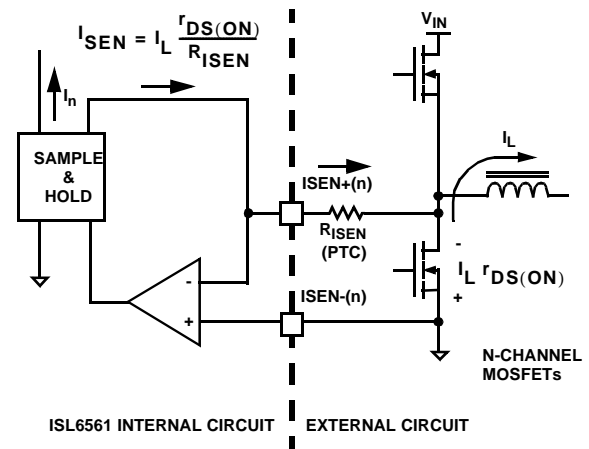 I_SEN = I_L r_DS(ON) / R_ISEN
V_IN
I_n
I_L
SAMPLE
&
HOLD
ISEN+(n)
R_ISEN
(PTC)
-
I_L r_DS(ON)
+
-
+
ISEN-(n)
N-CHANNEL
MOSFETs
ISL6561 INTERNAL CIRCUIT
EXTERNAL CIRCUIT